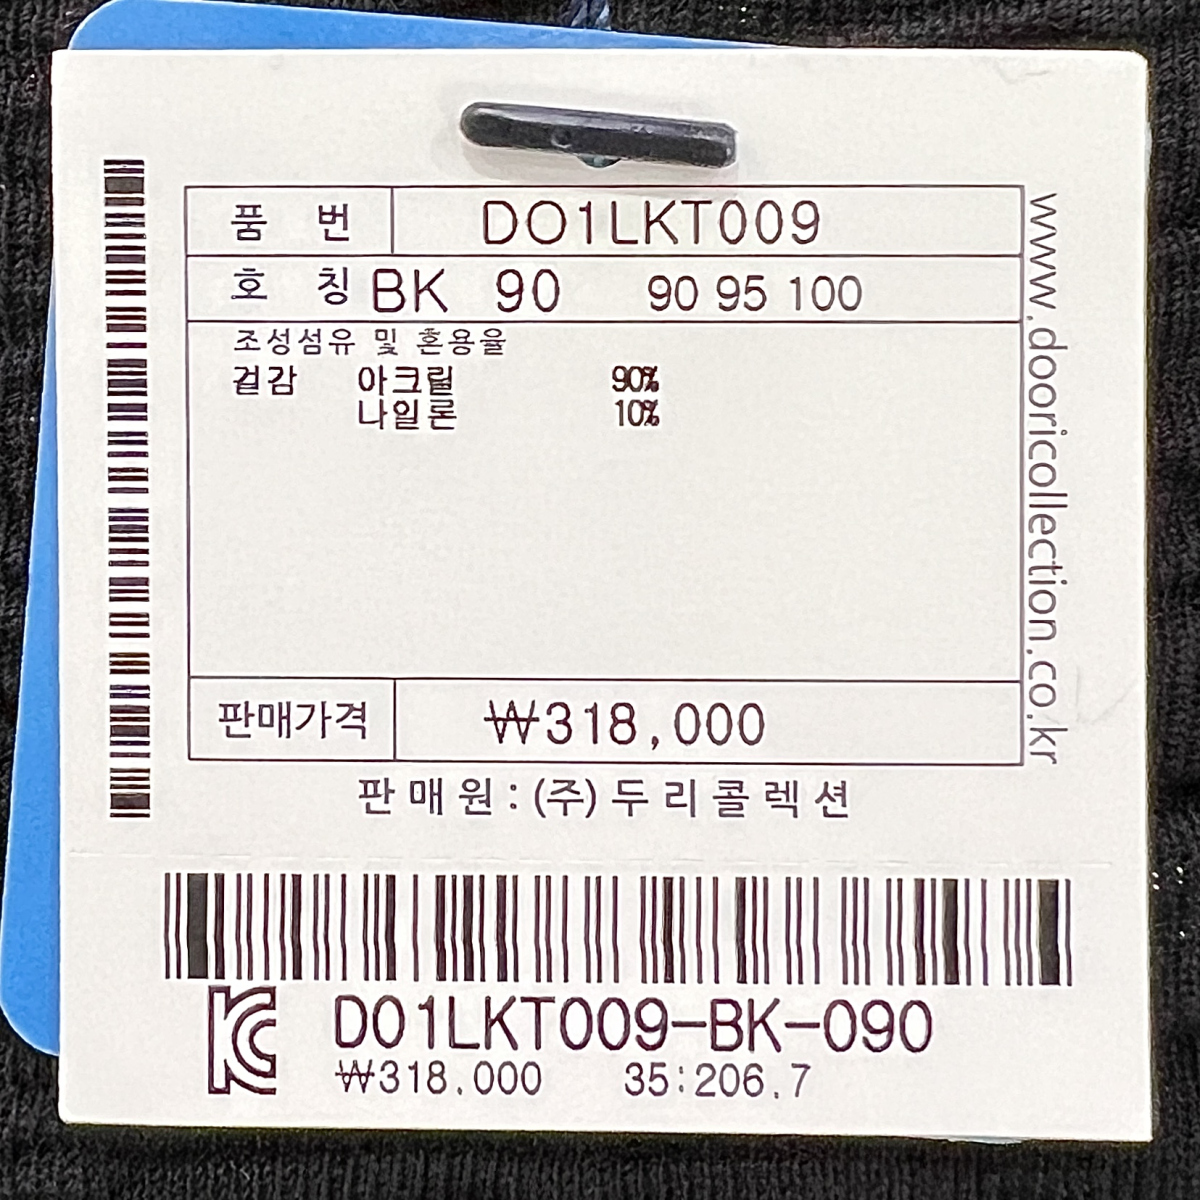 품 번 DO1LKT009
호 칭 BK 90 90 95 100
조성섬유 및 혼용율
겉감 아크릴 90%
나일론 10%
판매가격 ₩318,000
판매원:(주)두리콜렉션
www.dooricollection.co.kr
DO1LKT009-BK-090
₩318.000 35:206.7